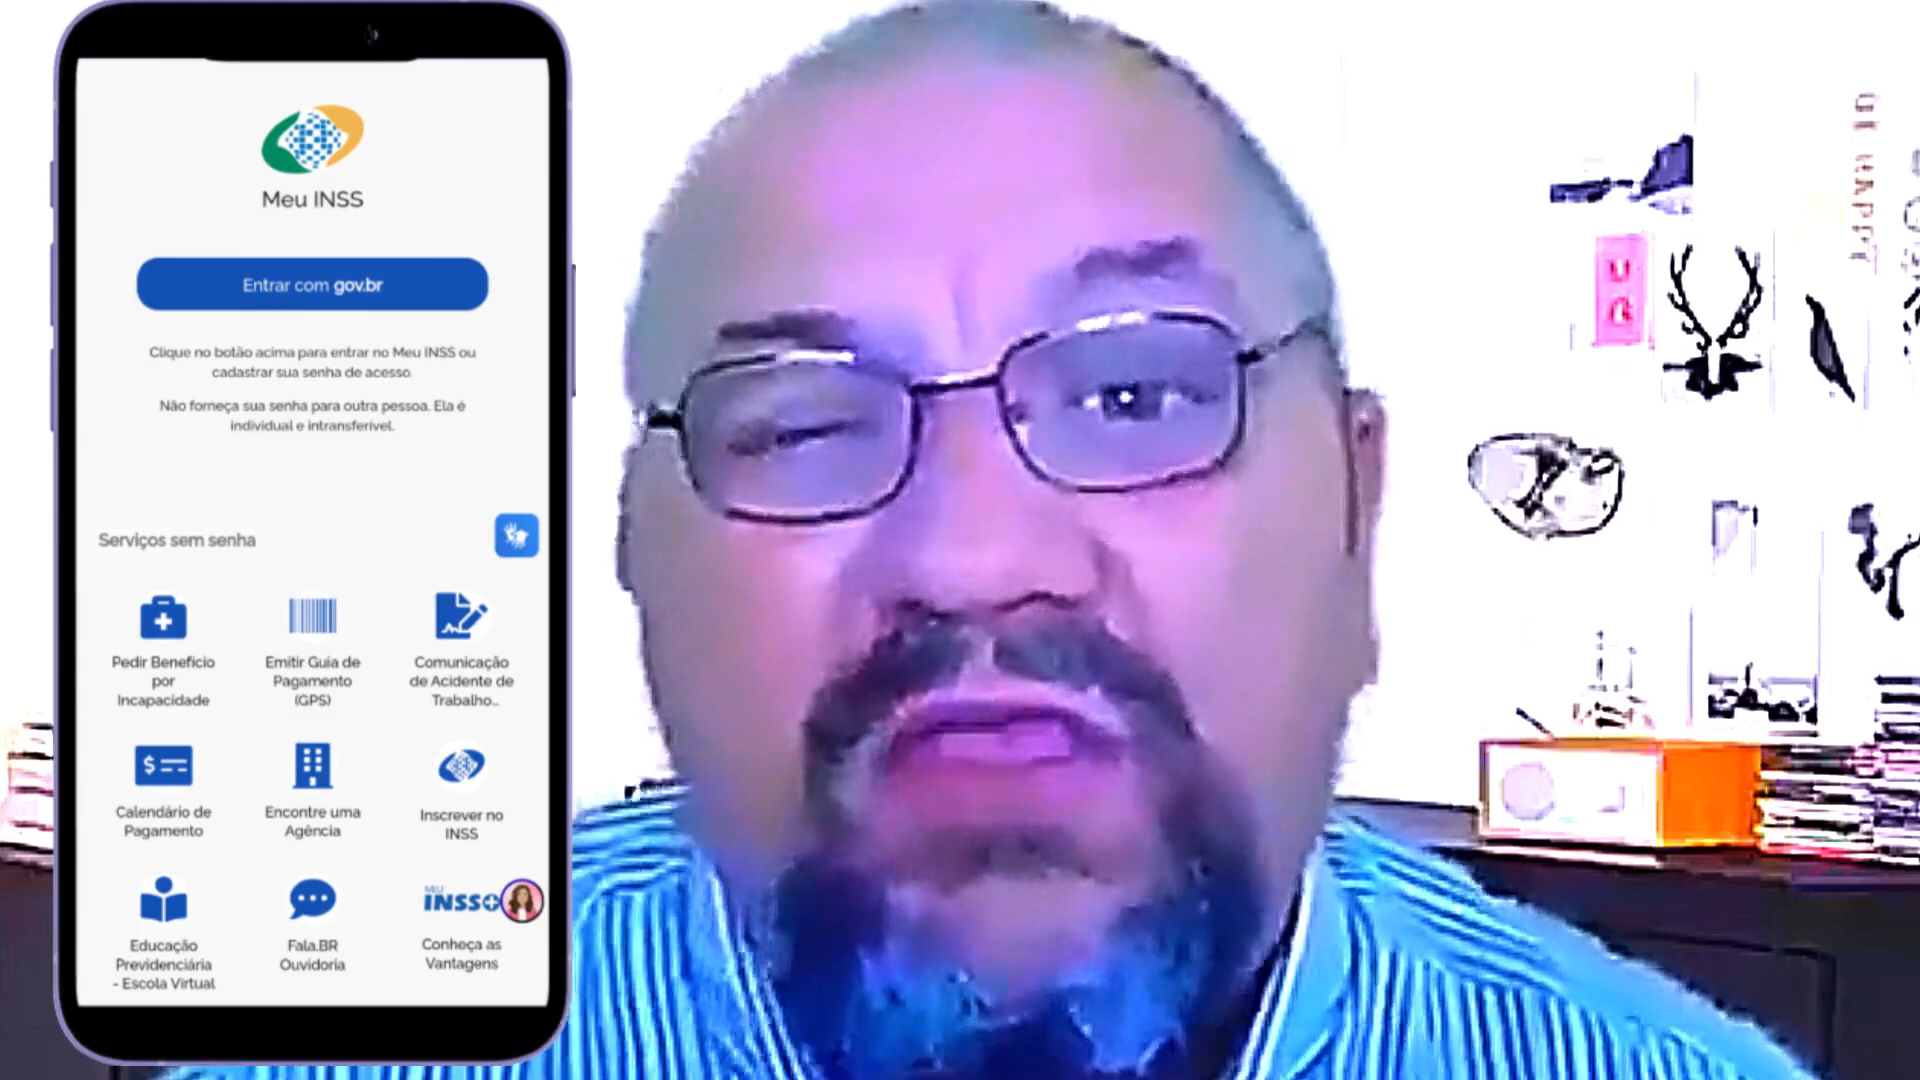 Meu INSS
Entrar com gov.br
Clique no botão acima para entrar no Meu INSS ou
cadastrar sua senha de acesso.
Não forneça sua senha para outra pessoa. Ela é
individual e intransferível.
Serviços sem senha
Pedir Benefício
por
Incapacidade
Emitir Guia de
Pagamento
(GPS)
Comunicação
de Acidente de
Trabalho...
Calendário de
Pagamento
Encontre uma
Agência
Inscrever no
INSS
Educação
Previdenciária
- Escola Virtual
Fala.BR
Ouvidoria
MEU
INSS+
Conheça as
Vantagens